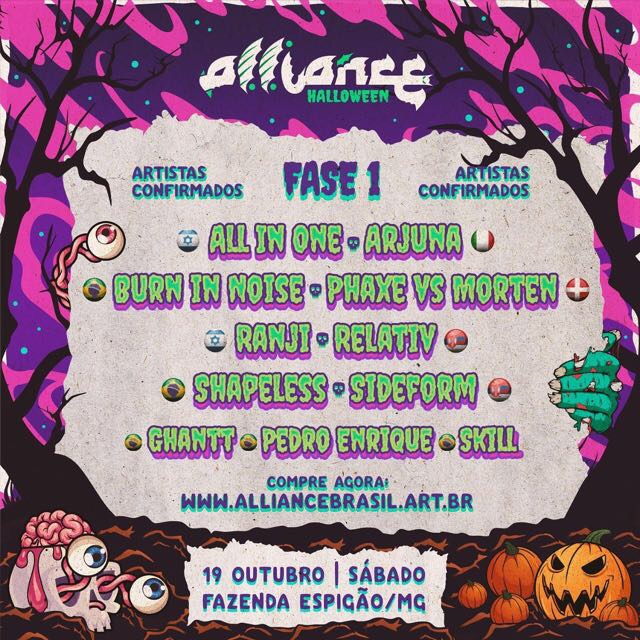 alliance
HALLOWEEN
ARTISTAS CONFIRMADOS
FASE 1
ARTISTAS CONFIRMADOS
ALL IN ONE ARJUNA
BURN IN NOISE PHAXE VS MORTEN
RANJI RELATIV
SHAPELESS SIDEFORM
GHANTT PEDRO ENRIQUE SKILL
COMPRE AGORA:
WWW.ALLIANCEBRASIL.ART.BR
19 OUTUBRO | SÁBADO
FAZENDA ESPIGÃO/MG